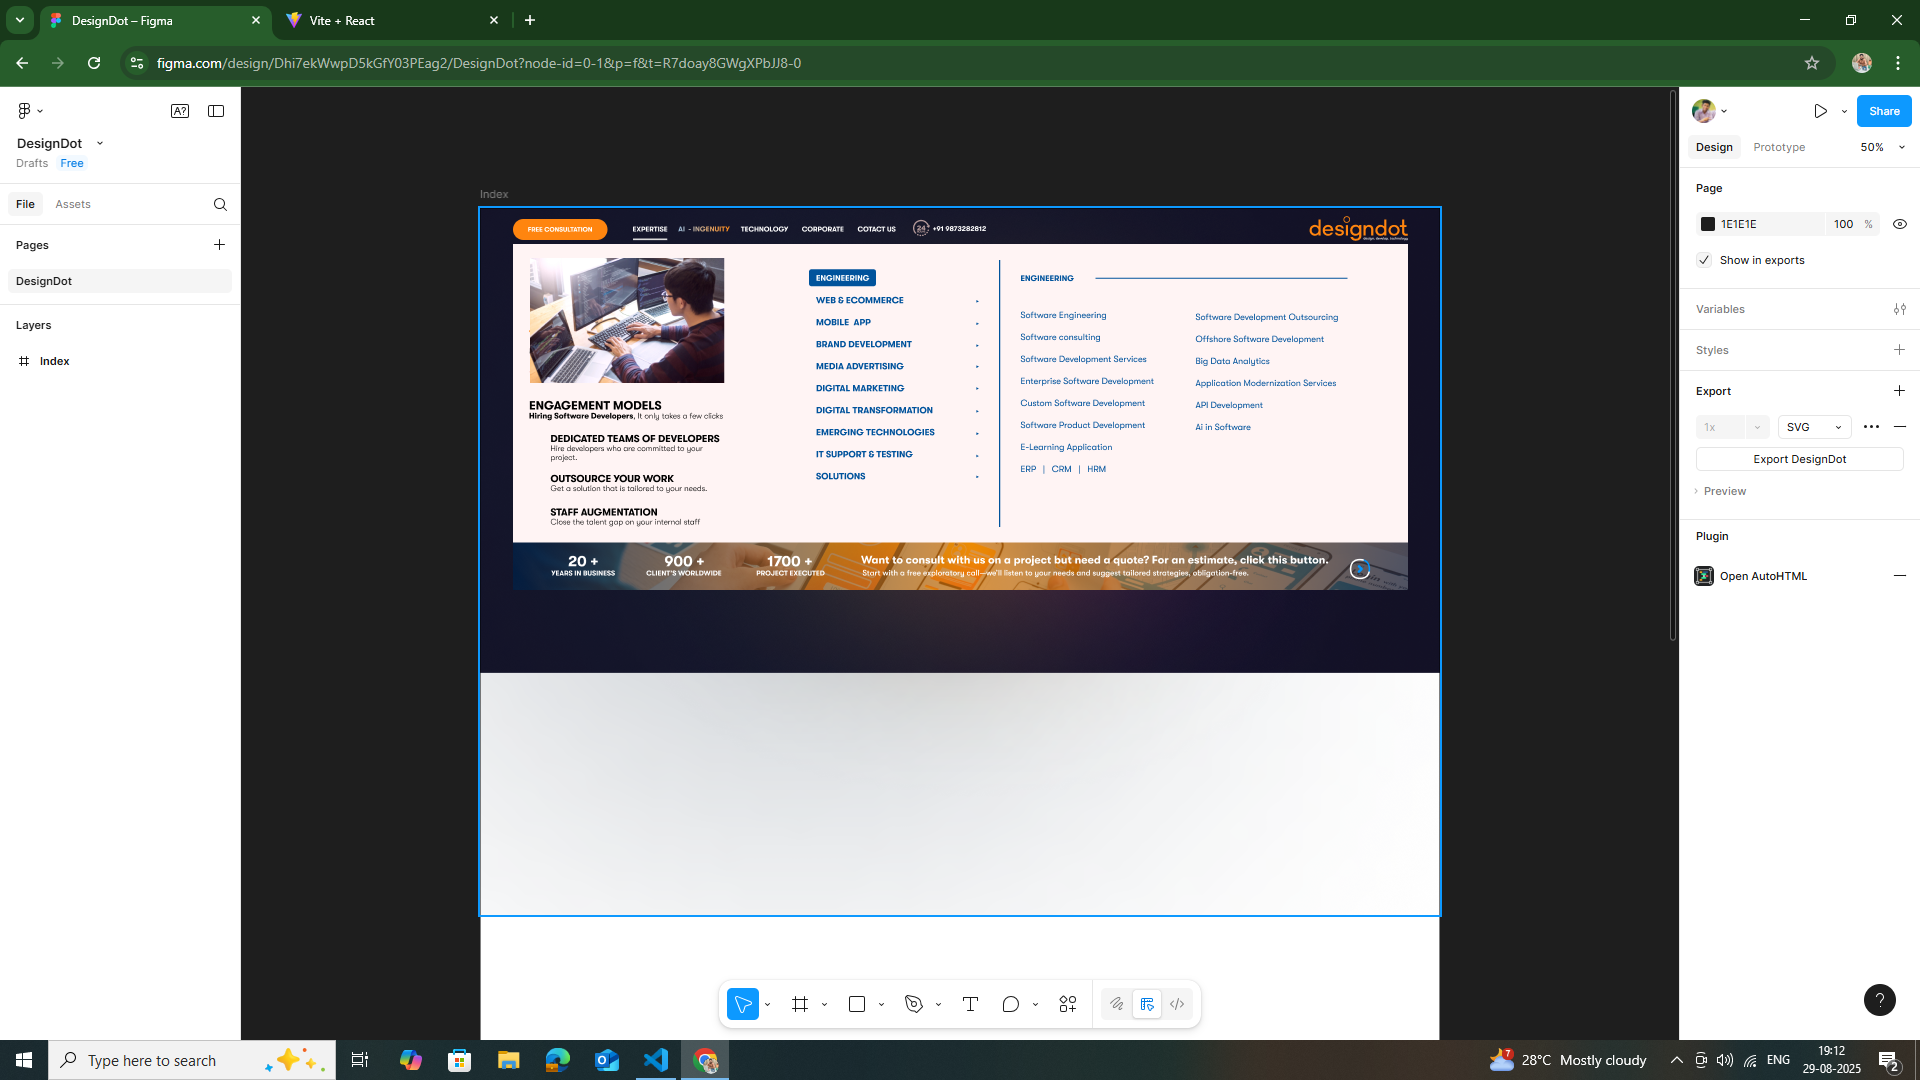 DesignDot – Figma
Vite + React
figma.com/design/Dhi7ekWwpD5kGfY03PEag2/DesignDot?node-id=0-1&p=f&t=R7doay8GWgXPbJJ8-0
A?
DesignDot
Drafts Free
File Assets
Pages
DesignDot
Layers
Index
Index
FREE CONSULTATION
EXPERTISE AI - INGENUITY TECHNOLOGY CORPORATE COTACT US 24 +91 9873282812
designdot
design. develop. technology
ENGAGEMENT MODELS
Hiring Software Developers, It only takes a few clicks
DEDICATED TEAMS OF DEVELOPERS
Hire developers who are committed to your
project.
OUTSOURCE YOUR WORK
Get a solution that is tailored to your needs.
STAFF AUGMENTATION
Close the talent gap on your internal staff
ENGINEERING
WEB & ECOMMERCE
MOBILE APP
BRAND DEVELOPMENT
MEDIA ADVERTISING
DIGITAL MARKETING
DIGITAL TRANSFORMATION
EMERGING TECHNOLOGIES
IT SUPPORT & TESTING
SOLUTIONS
ENGINEERING
Software Engineering
Software consulting
Software Development Services
Enterprise Software Development
Custom Software Development
Software Product Development
E-Learning Application
ERP | CRM | HRM
Software Development Outsourcing
Offshore Software Development
Big Data Analytics
Application Modernization Services
API Development
Ai in Software
20 +
YEARS IN BUSINESS
900 +
CLIENT'S WORLDWIDE
1700 +
PROJECT EXECUTED
Want to consult with us on a project but need a quote? For an estimate, click this button.
Start with a free exploratory call—we'll listen to your needs and suggest tailored strategies, obligation-free.
Share
Design Prototype 50%
Page
1E1E1E 100 %
Show in exports
Variables
Styles
Export
1x SVG
Export DesignDot
Preview
Plugin
Open AutoHTML
?
Type here to search
7
28°C Mostly cloudy
ENG
19:12
29-08-2025
2